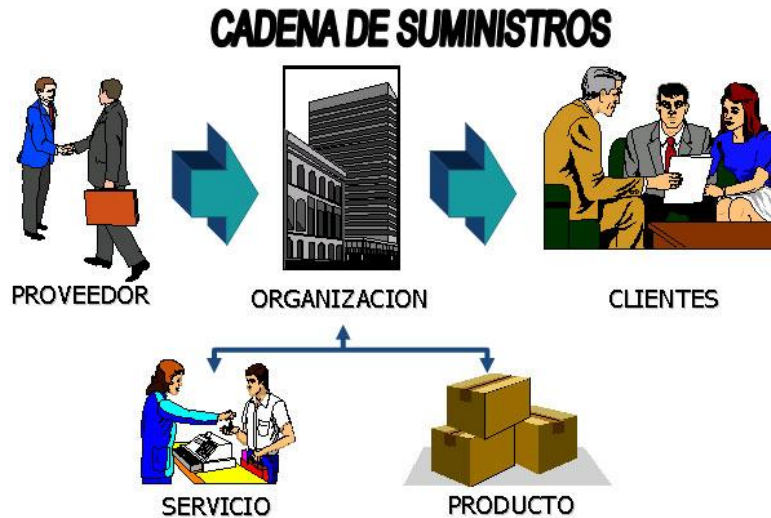 CADENA DE SUMINISTROS
PROVEEDOR
ORGANIZACION
CLIENTES
SERVICIO
PRODUCTO